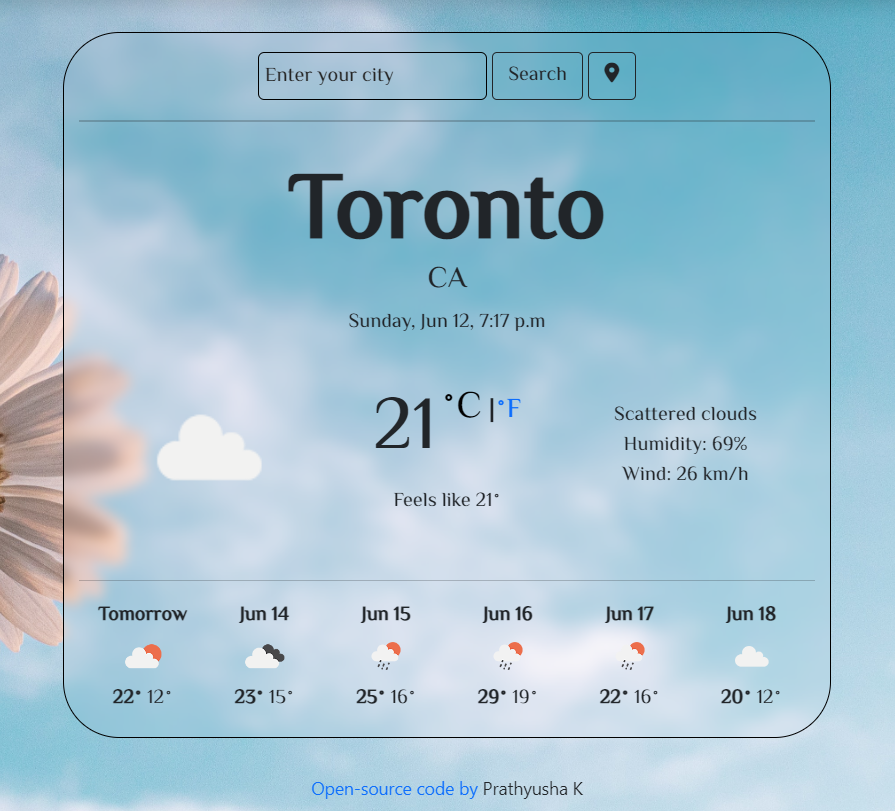 Enter your city Search
Toronto
CA
Sunday, Jun 12, 7:17 p.m
21 °C |°F
Feels like 21°
Scattered clouds
Humidity: 69%
Wind: 26 km/h
Tomorrow Jun 14 Jun 15 Jun 16 Jun 17 Jun 18
22° 12° 23° 15° 25° 16° 29° 19° 22° 16° 20° 12°
Open-source code by Prathyusha K